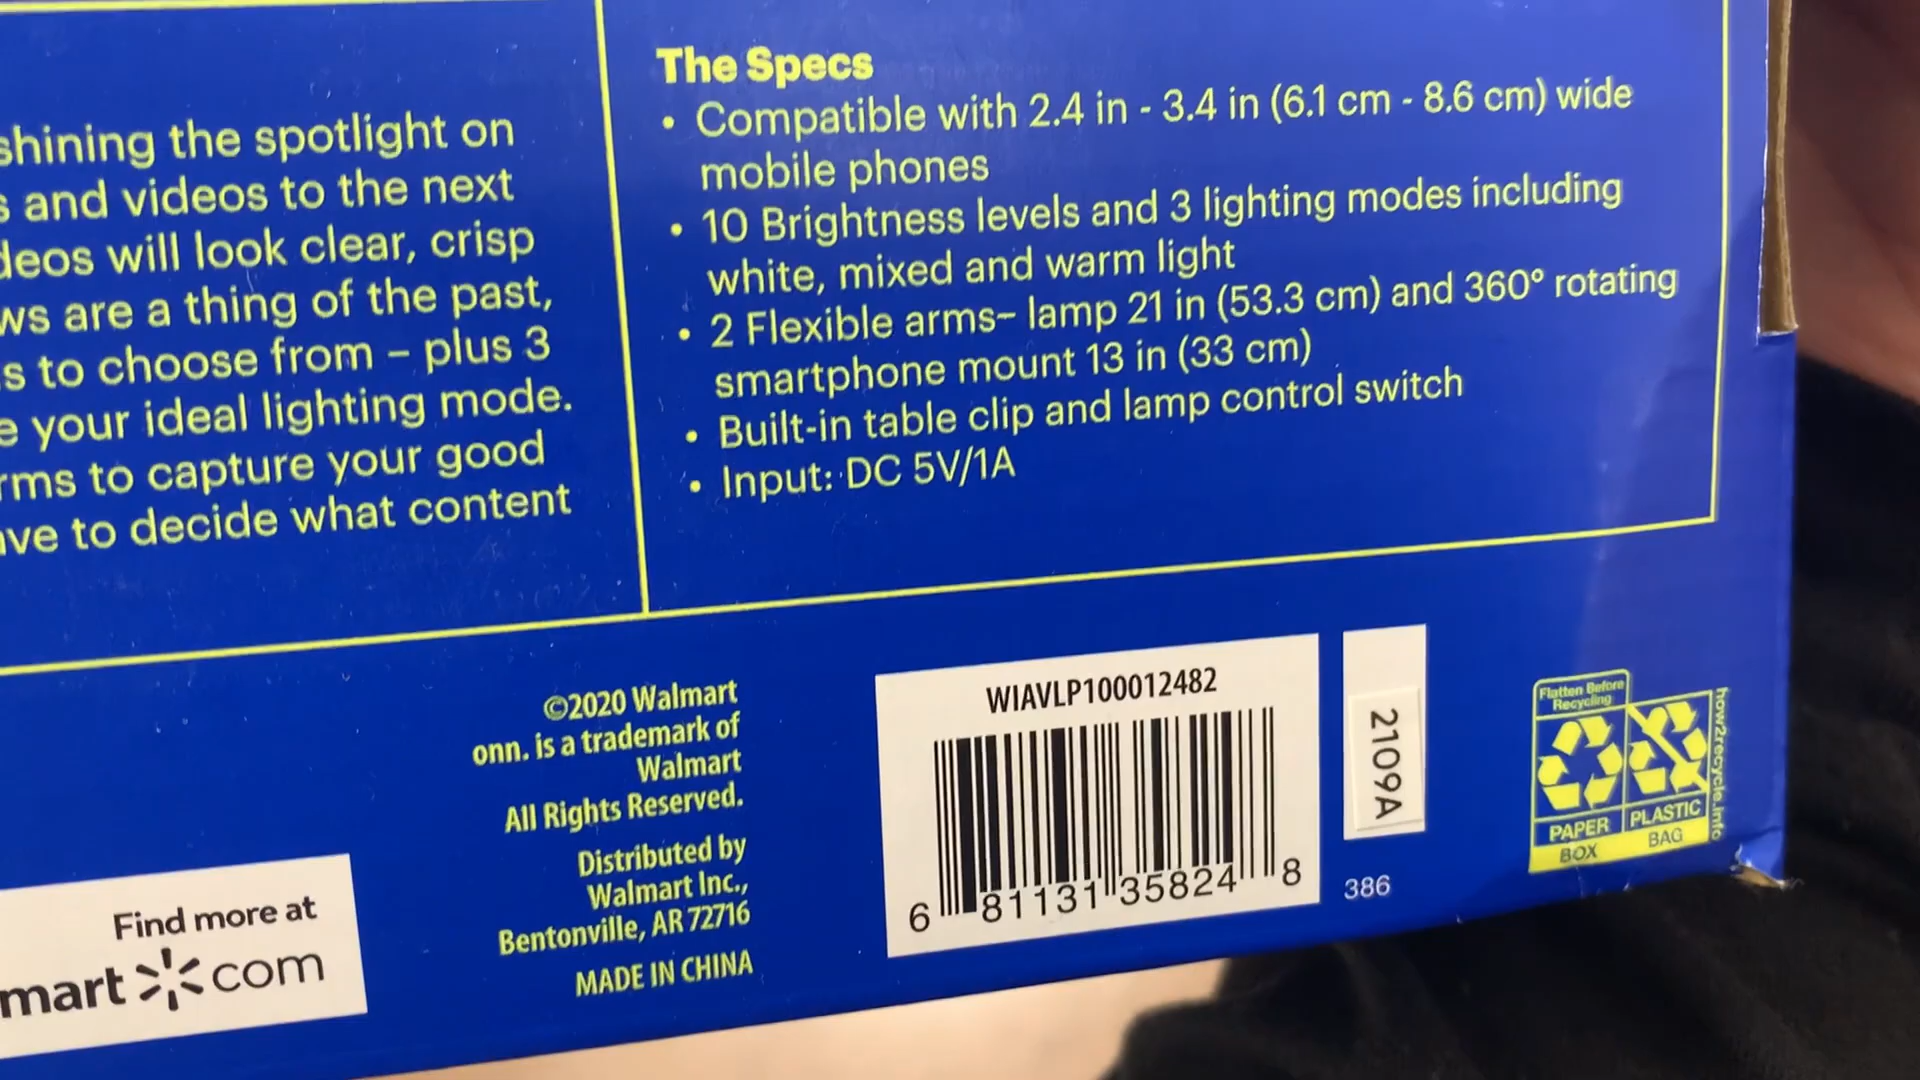 shining the spotlight on
and videos to the next
will look clear, crisp
are a thing of the past,
to choose from – plus 3
your ideal lighting mode.
to capture your good
to decide what content
The Specs
• Compatible with 2.4 in - 3.4 in (6.1 cm - 8.6 cm) wide
mobile phones
• 10 Brightness levels and 3 lighting modes including
white, mixed and warm light
• 2 Flexible arms– lamp 21 in (53.3 cm) and 360° rotating
smartphone mount 13 in (33 cm)
• Built-in table clip and lamp control switch
• Input: DC 5V/1A
Find more at
mart com
©2020 Walmart
onn. is a trademark of
Walmart
All Rights Reserved.
Distributed by
Walmart Inc.,
Bentonville, AR 72716
MADE IN CHINA
WIAVLP100012482
6 81131 35824 8
2109A
386
Flatten Before
Recycling
PAPER
BOX
PLASTIC
BAG
how2recycle.info